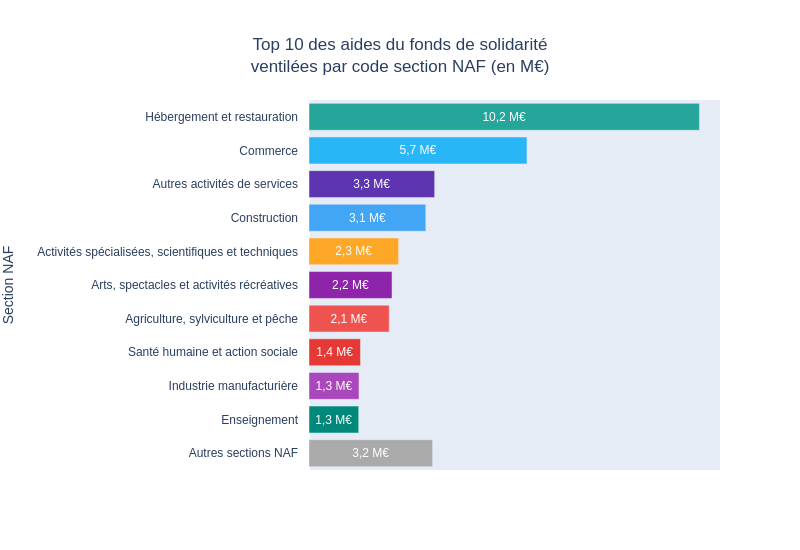 Top 10 des aides du fonds de solidarité
ventilées par code section NAF (en M€)
Section NAF
Hébergement et restauration 10,2 M€
Commerce 5,7 M€
Autres activités de services 3,3 M€
Construction 3,1 M€
Activités spécialisées, scientifiques et techniques 2,3 M€
Arts, spectacles et activités récréatives 2,2 M€
Agriculture, sylviculture et pêche 2,1 M€
Santé humaine et action sociale 1,4 M€
Industrie manufacturière 1,3 M€
Enseignement 1,3 M€
Autres sections NAF 3,2 M€